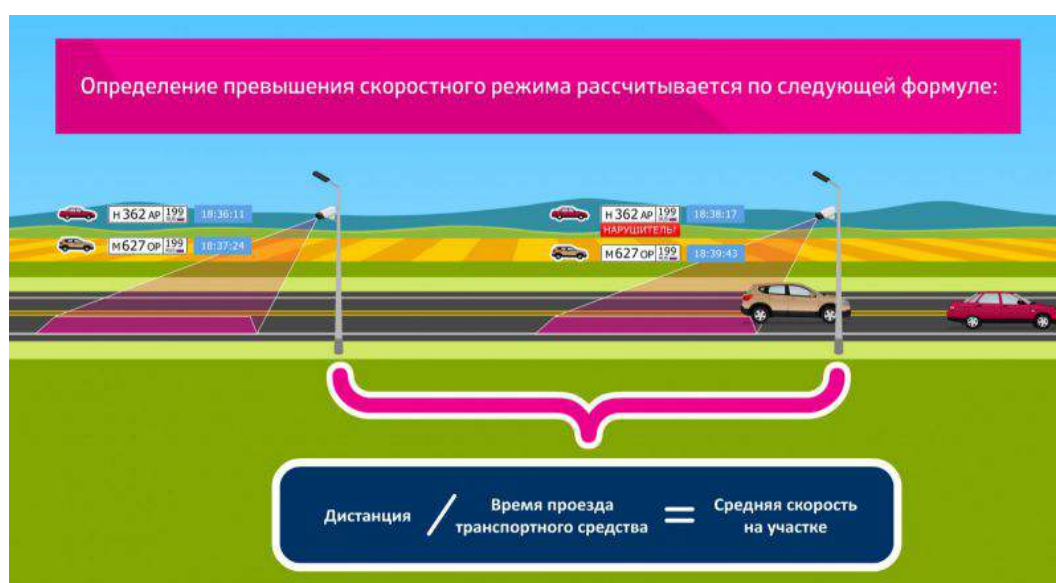 Определение превышения скоростного режима рассчитывается по следующей формуле:
Н 362 АР 199 RUS 18:36:11
М 627 ОР 199 18:37:24
Н 362 АР 199 RUS 18:38:17
НАРУШИТЕЛЬ!
М 627 ОР 199 18:39:43
Дистанция / Время проезда транспортного средства = Средняя скорость на участке